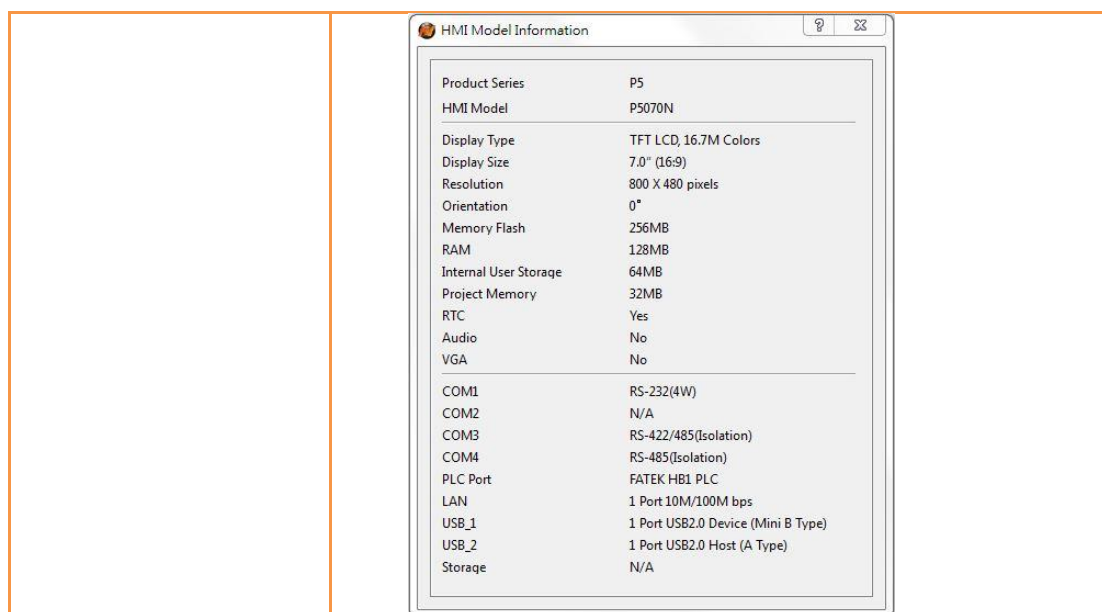 HMI Model Information
Product Series P5
HMI Model P5070N
Display Type TFT LCD, 16.7M Colors
Display Size 7.0" (16:9)
Resolution 800 X 480 pixels
Orientation 0°
Memory Flash 256MB
RAM 128MB
Internal User Storage 64MB
Project Memory 32MB
RTC Yes
Audio No
VGA No
COM1 RS-232(4W)
COM2 N/A
COM3 RS-422/485(Isolation)
COM4 RS-485(Isolation)
PLC Port FATEK HB1 PLC
LAN 1 Port 10M/100M bps
USB_1 1 Port USB2.0 Device (Mini B Type)
USB_2 1 Port USB2.0 Host (A Type)
Storage N/A